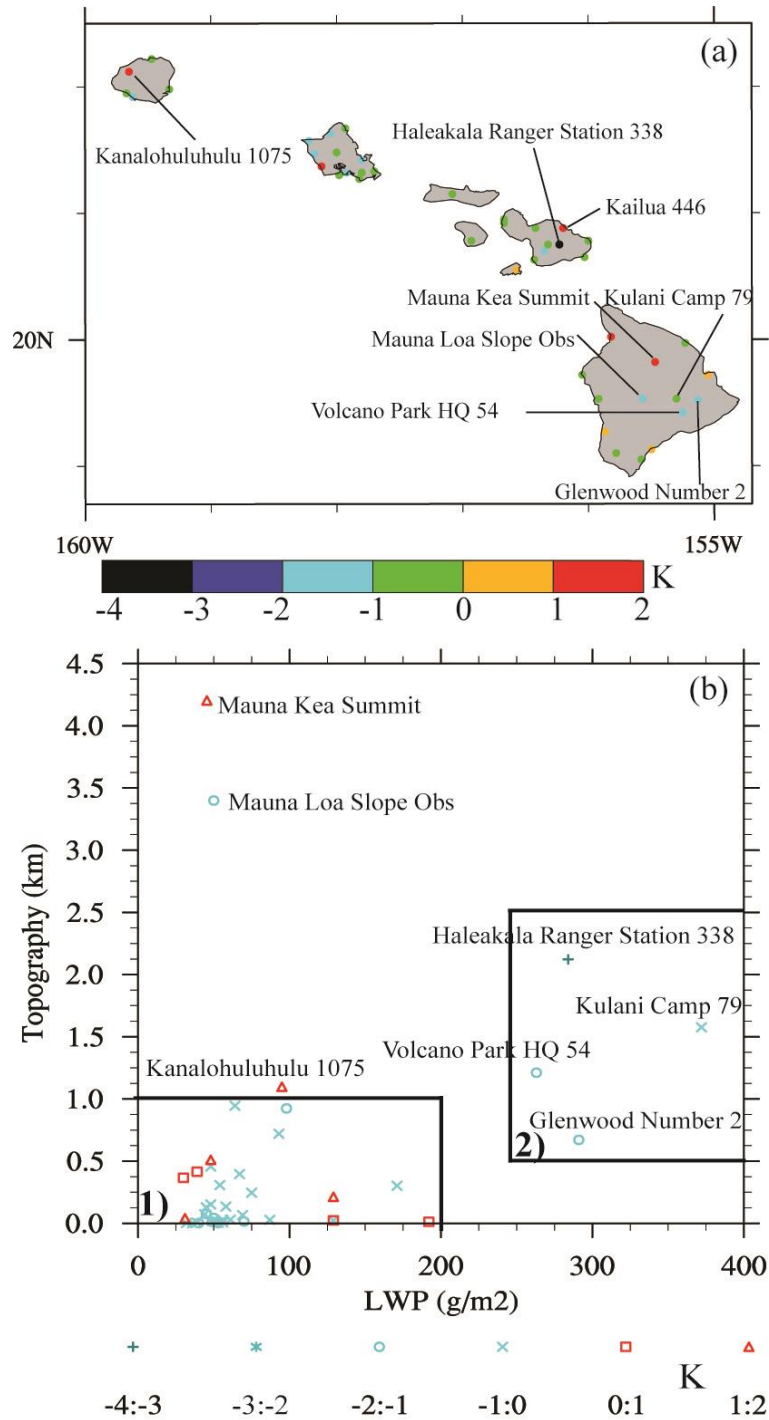 (a)
Haleakala Ranger Station 338
Kanalohuluhulu 1075
Kailua 446
Mauna Kea Summit Kulani Camp 79
20N
Mauna Loa Slope Obs
Volcano Park HQ 54
Glenwood Number 2
160W 155W
K
-4 -3 -2 -1 0 1 2
4.5 (b)
Mauna Kea Summit
4.0
3.5 Mauna Loa Slope Obs
3.0
2.5
Haleakala Ranger Station 338
2.0
Kulani Camp 79
1.5
Volcano Park HQ 54
Kanalohuluhulu 1075
1.0
Glenwood Number 2
2)
0.5
1)
0.0
Topography (km)
0 100 200 300 400
LWP (g/m2)
K
-4:-3 -3:-2 -2:-1 -1:0 0:1 1:2